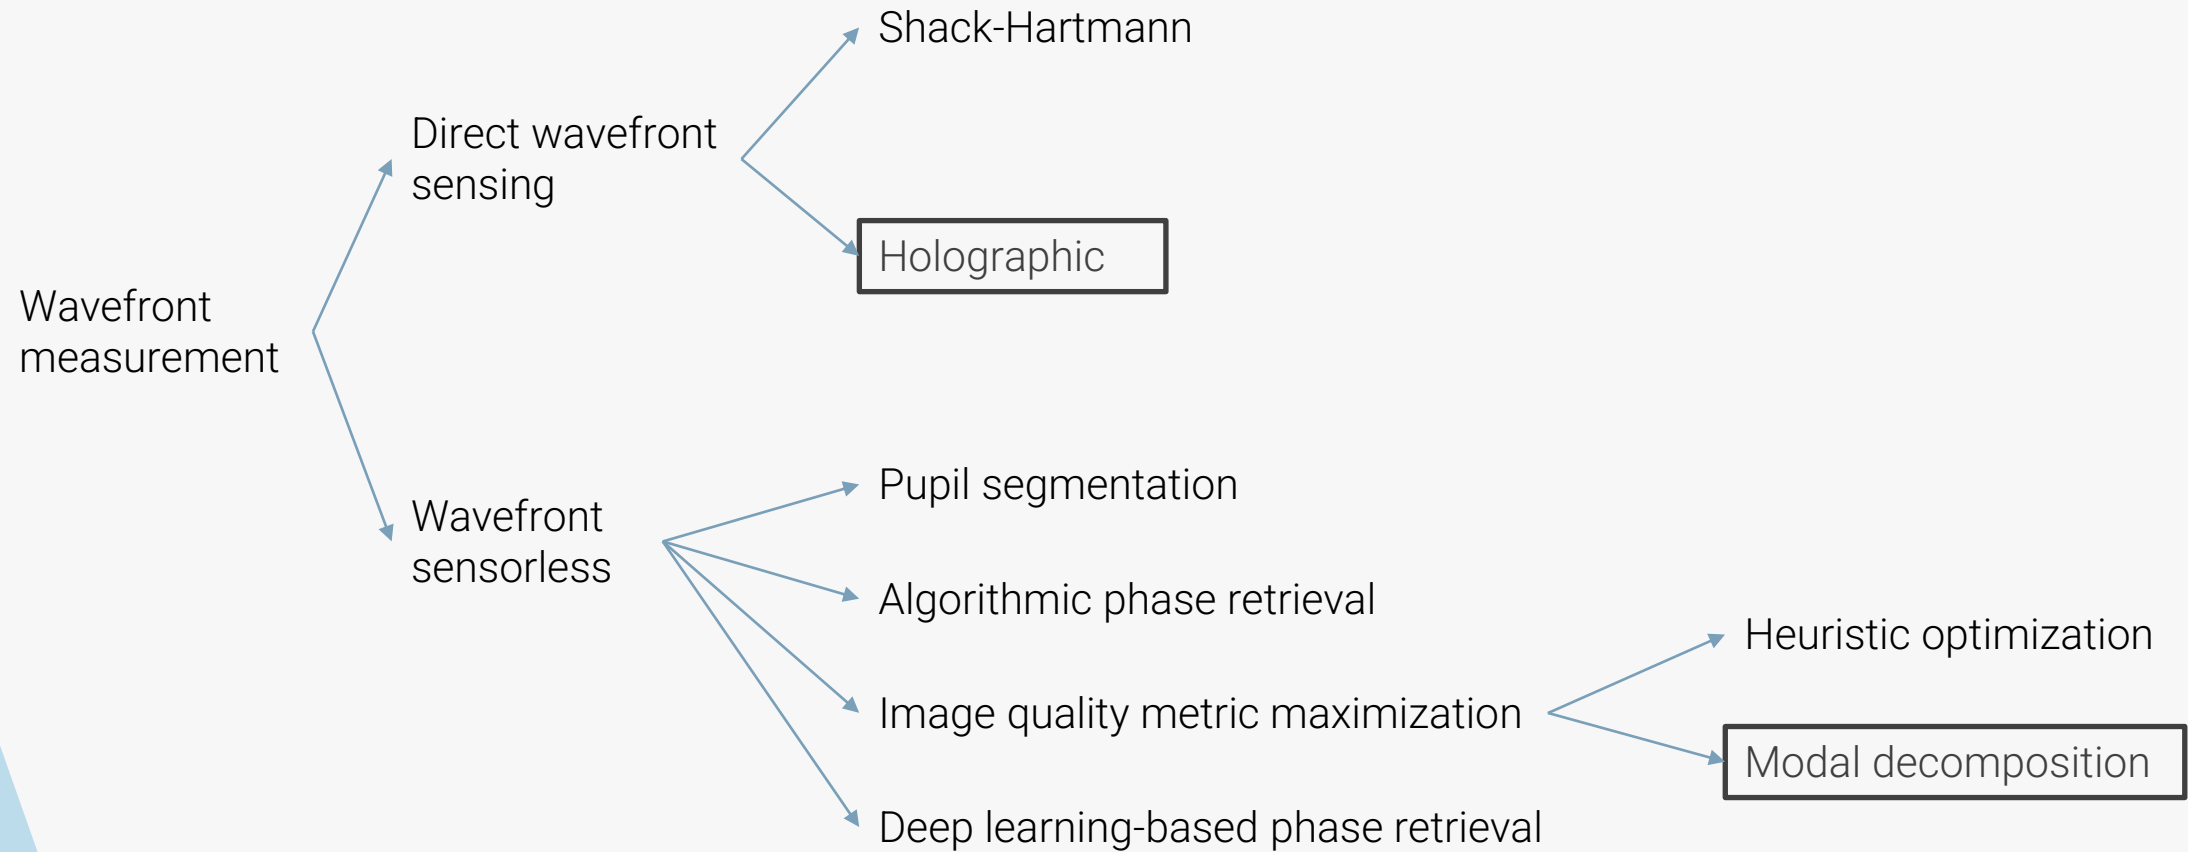 Wavefront
measurement
Direct wavefront
sensing
Shack-Hartmann
Holographic
Wavefront
sensorless
Pupil segmentation
Algorithmic phase retrieval
Image quality metric maximization
Heuristic optimization
Modal decomposition
Deep learning-based phase retrieval